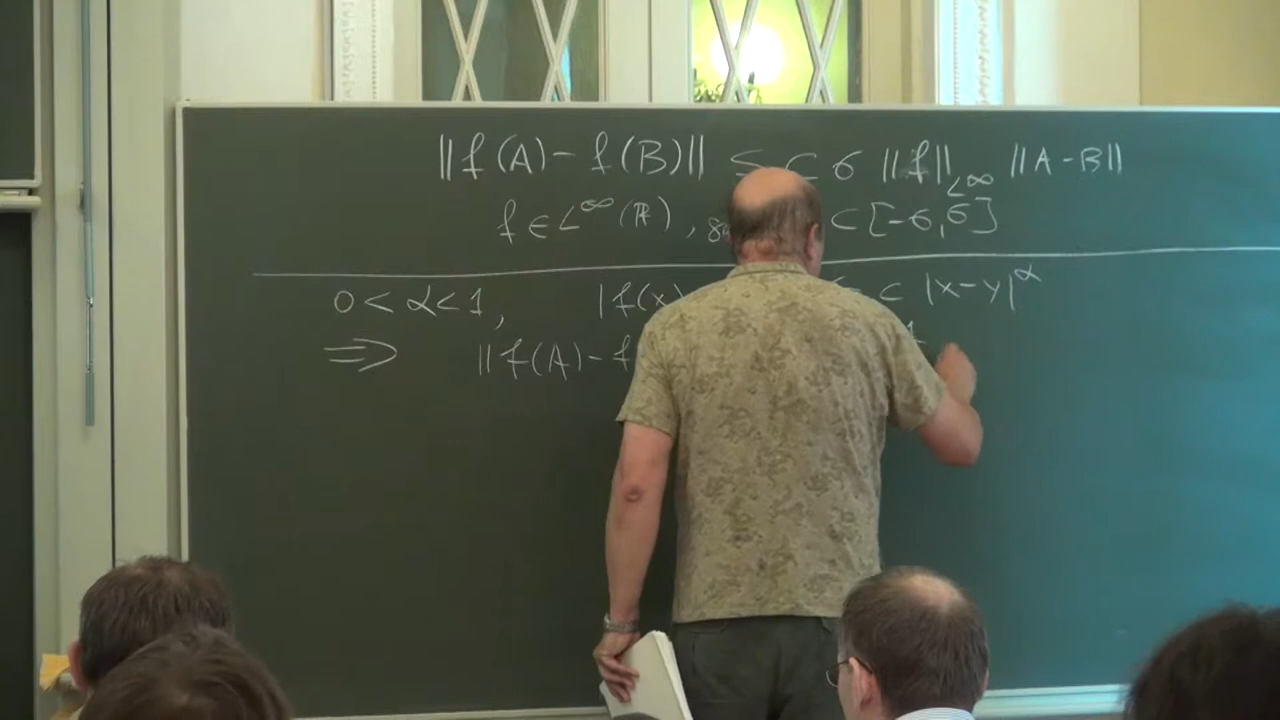 ‖f(A)-f(B)‖ ≤ C σ ‖f‖_{L^∞} ‖A-B‖
f ∈ L^∞(ℝ), ⊂ [-σ, σ]
0 < α < 1, |f(x) ≤ C |x-y|^α
⇒ ‖f(A)-f